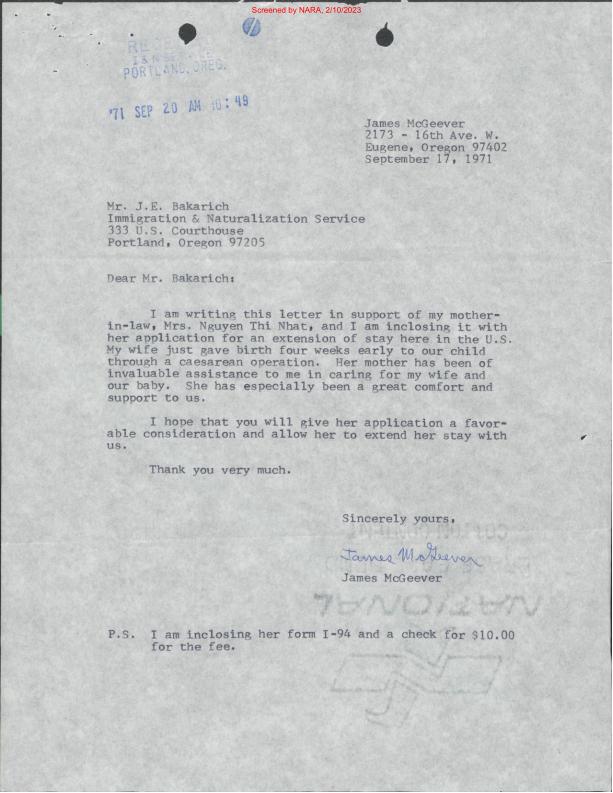 Screened by NARA, 2/10/2023
I & N SERVICE
PORTLAND, OREG.
'71 SEP 20 AM 10:49
James McGeever
2173 - 16th Ave. W.
Eugene, Oregon 97402
September 17, 1971
Mr. J.E. Bakarich
Immigration & Naturalization Service
333 U.S. Courthouse
Portland, Oregon 97205
Dear Mr. Bakarich:
I am writing this letter in support of my mother-
in-law, Mrs. Nguyen Thi Nhat, and I am inclosing it with
her application for an extension of stay here in the U.S.
My wife just gave birth four weeks early to our child
through a caesarean operation. Her mother has been of
invaluable assistance to me in caring for my wife and
our baby. She has especially been a great comfort and
support to us.
I hope that you will give her application a favor-
able consideration and allow her to extend her stay with
us.
Thank you very much.
Sincerely yours,
James McGeever
James McGeever
NATIONAL
P.S. I am inclosing her form I-94 and a check for $10.00
for the fee.